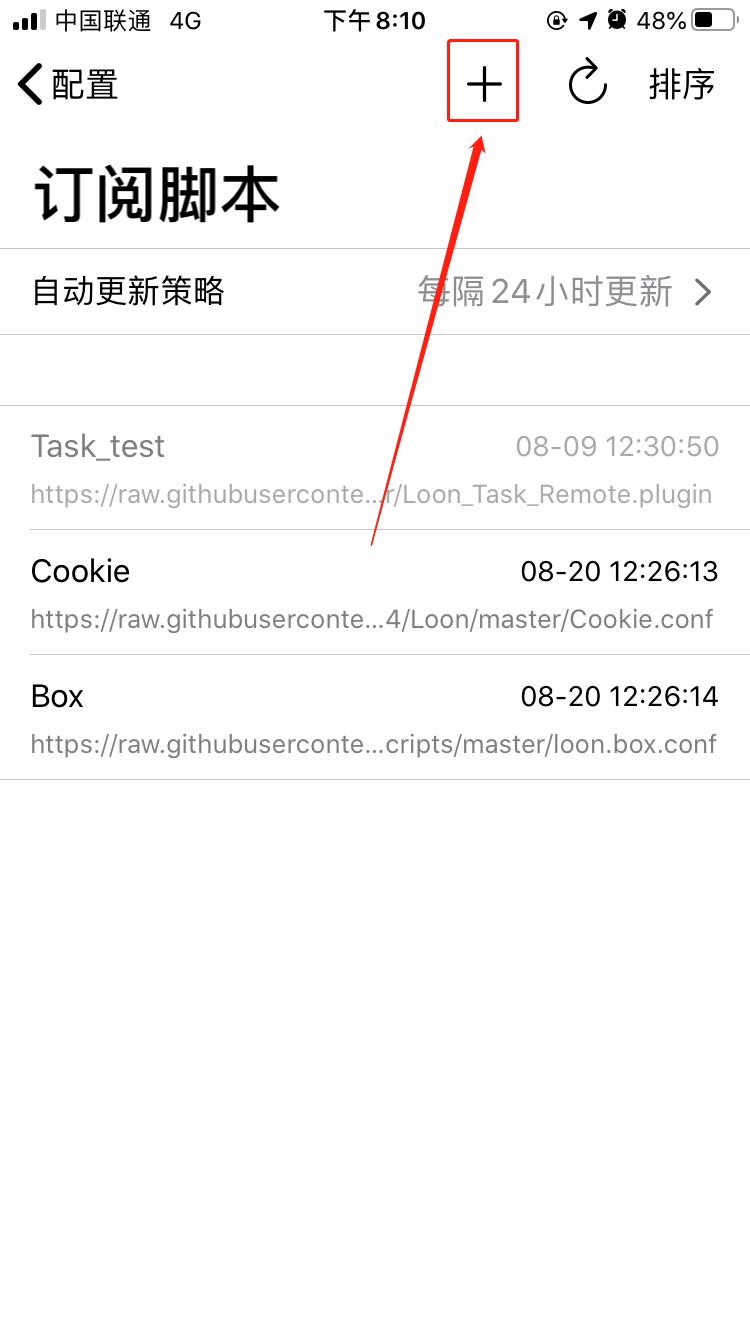 中国联通 4G 下午8:10 48%
配置 排序
订阅脚本
自动更新策略 每隔24小时更新
Task_test 08-09 12:30:50
https://raw.githubuserconte...r/Loon_Task_Remote.plugin
Cookie 08-20 12:26:13
https://raw.githubuserconte...4/Loon/master/Cookie.conf
Box 08-20 12:26:14
https://raw.githubuserconte...cripts/master/loon.box.conf